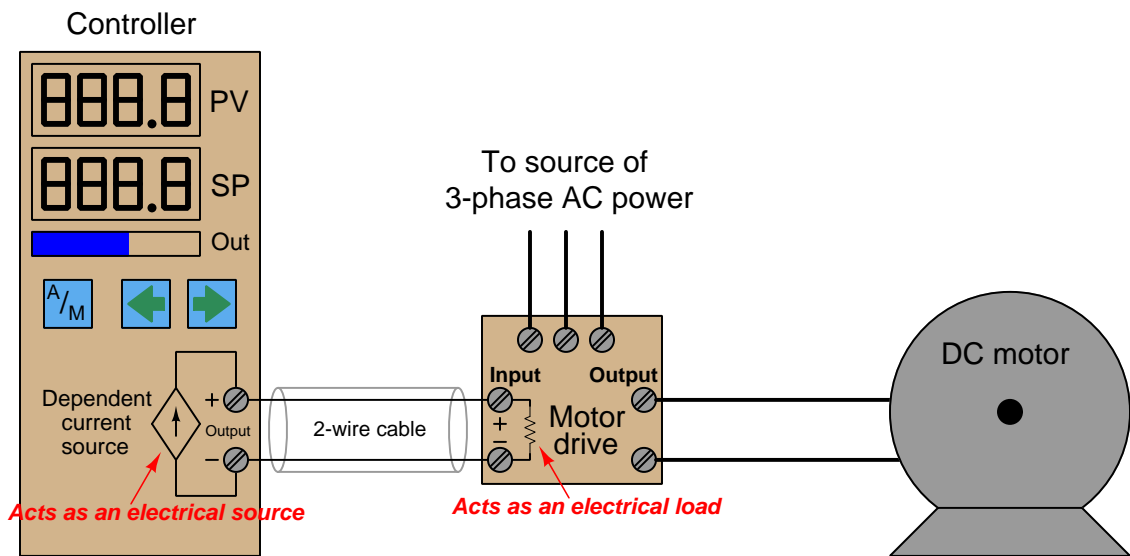 Controller
888.8 PV
888.8 SP
Out
A/M
Dependent
current
source
+
Output
−
Acts as an electrical source
2-wire cable
To source of
3-phase AC power
Input
Output
+
−
Motor
drive
Acts as an electrical load
DC motor